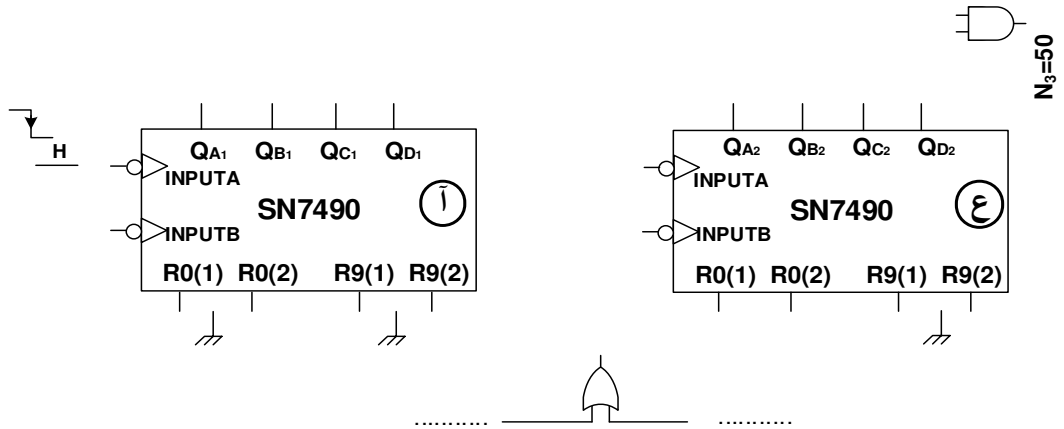 N₃=50
H
QA₁ QB₁ QC₁ QD₁
INPUTA
SN7490
آ
INPUTB
R0(1) R0(2) R9(1) R9(2)
QA₂ QB₂ QC₂ QD₂
INPUTA
SN7490
ع
INPUTB
R0(1) R0(2) R9(1) R9(2)
.......... ..........